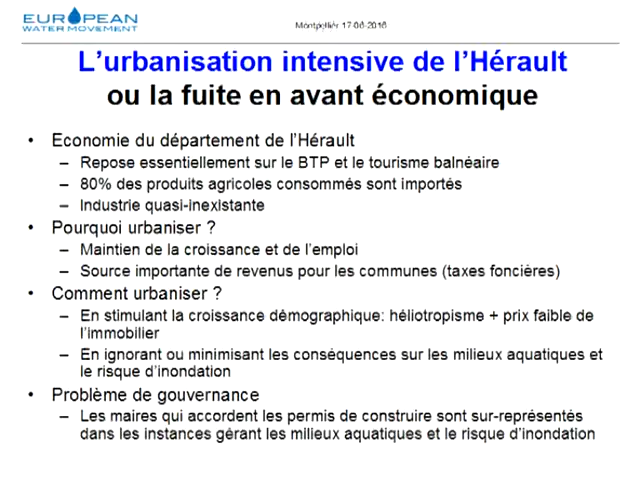 EUROPEAN
WATER MOVEMENT
Montpellier 17-06-2016
L'urbanisation intensive de l'Hérault
ou la fuite en avant économique
• Economie du département de l'Hérault
– Repose essentiellement sur le BTP et le tourisme balnéaire
– 80% des produits agricoles consommés sont importés
– Industrie quasi-inexistante
• Pourquoi urbaniser ?
– Maintien de la croissance et de l'emploi
– Source importante de revenus pour les communes (taxes foncières)
• Comment urbaniser ?
– En stimulant la croissance démographique: héliotropisme + prix faible de
l'immobilier
– En ignorant ou minimisant les conséquences sur les milieux aquatiques et
le risque d'inondation
• Problème de gouvernance
– Les maires qui accordent les permis de construire sont sur-représentés
dans les instances gérant les milieux aquatiques et le risque d'inondation